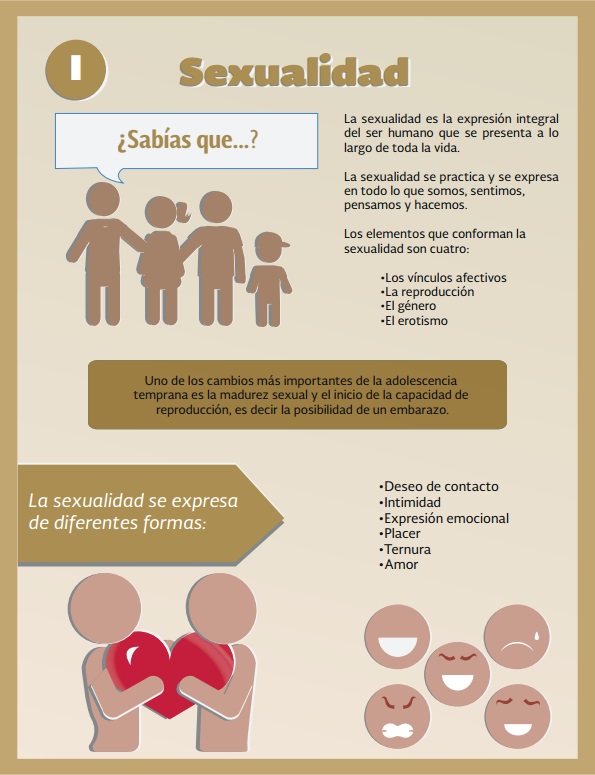 I
Sexualidad
¿Sabías que...?
La sexualidad es la expresión integral
del ser humano que se presenta a lo
largo de toda la vida.
La sexualidad se practica y se expresa
en todo lo que somos, sentimos,
pensamos y hacemos.
Los elementos que conforman la
sexualidad son cuatro:
•Los vínculos afectivos
•La reproducción
•El género
•El erotismo
Uno de los cambios más importantes de la adolescencia
temprana es la madurez sexual y el inicio de la capacidad de
reproducción, es decir la posibilidad de un embarazo.
La sexualidad se expresa
de diferentes formas:
•Deseo de contacto
•Intimidad
•Expresión emocional
•Placer
•Ternura
•Amor